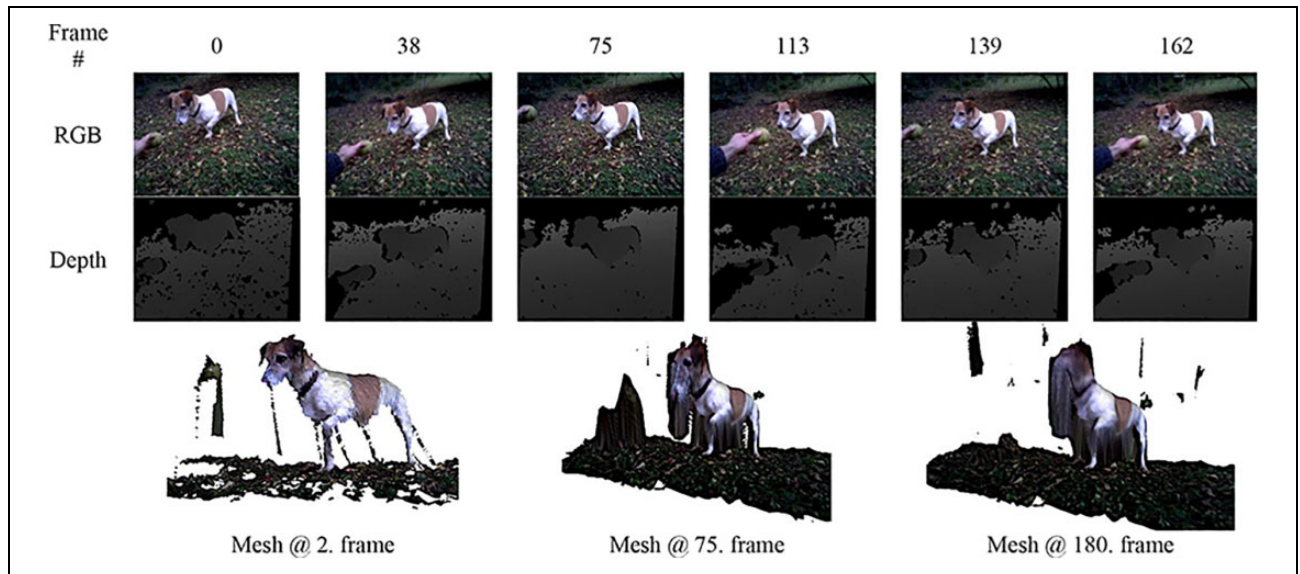 Frame
#
0 38 75 113 139 162
RGB
Depth
Mesh @ 2. frame Mesh @ 75. frame Mesh @ 180. frame